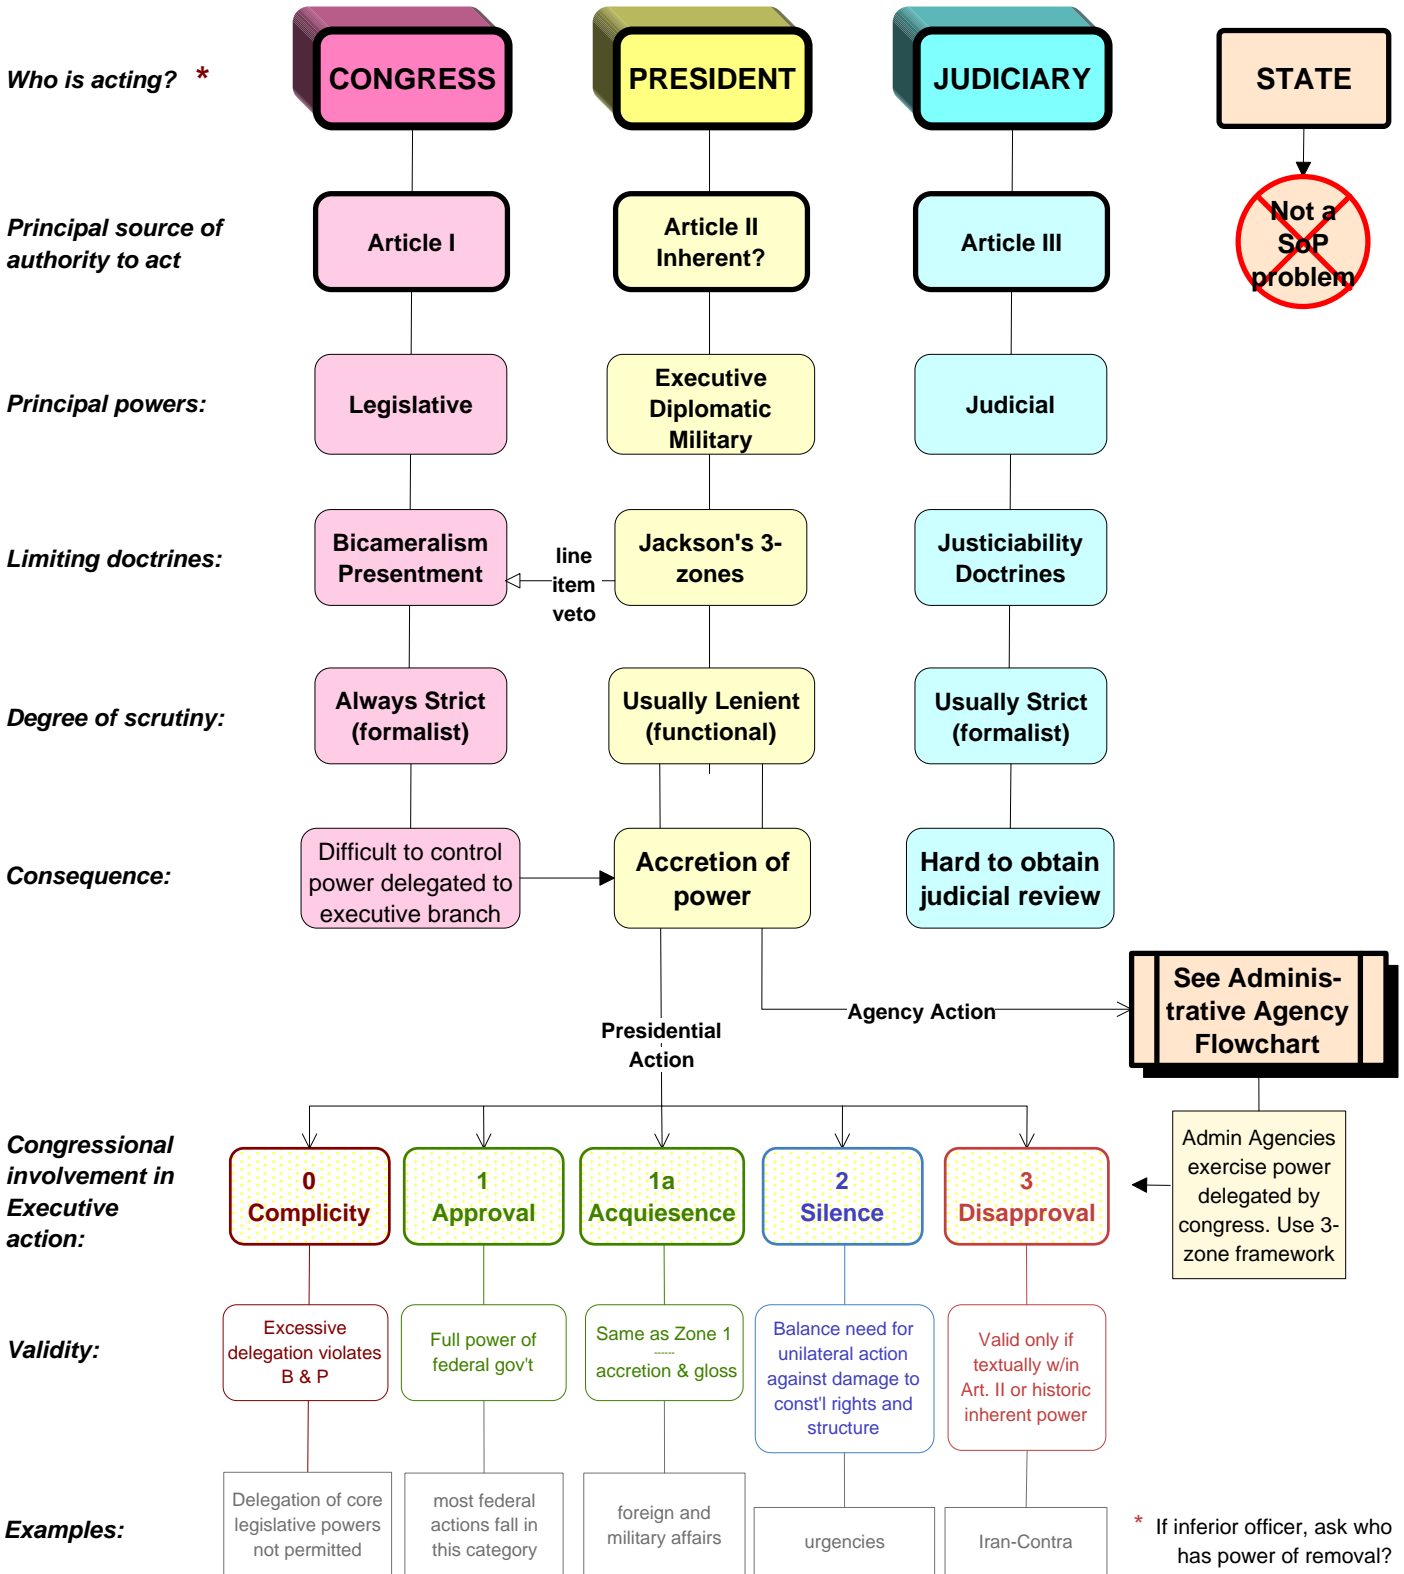 Who is acting? *
CONGRESS
PRESIDENT
JUDICIARY
STATE
Principal source of
authority to act
Article I
Article II
Inherent?
Article III
Not a
SoP
problem
Principal powers:
Legislative
Executive
Diplomatic
Military
Judicial
Limiting doctrines:
Bicameralism
Presentment
line
item
veto
Jackson's 3-
zones
Justiciability
Doctrines
Degree of scrutiny:
Always Strict
(formalist)
Usually Lenient
(functional)
Usually Strict
(formalist)
Consequence:
Difficult to control
power delegated to
executive branch
Accretion of
power
Hard to obtain
judicial review
Presidential
Action
Agency Action
See Adminis-
trative Agency
Flowchart
Congressional
involvement in
Executive
action:
0
Complicity
1
Approval
1a
Acquiesence
2
Silence
3
Disapproval
Admin Agencies
exercise power
delegated by
congress. Use 3-
zone framework
Validity:
Excessive
delegation violates
B & P
Full power of
federal gov't
Same as Zone 1
------
accretion & gloss
Balance need for
unilateral action
against damage to
const'l rights and
structure
Valid only if
textually w/in
Art. II or historic
inherent power
Examples:
Delegation of core
legislative powers
not permitted
most federal
actions fall in
this category
foreign and
military affairs
urgencies
Iran-Contra
* If inferior officer, ask who
has power of removal?